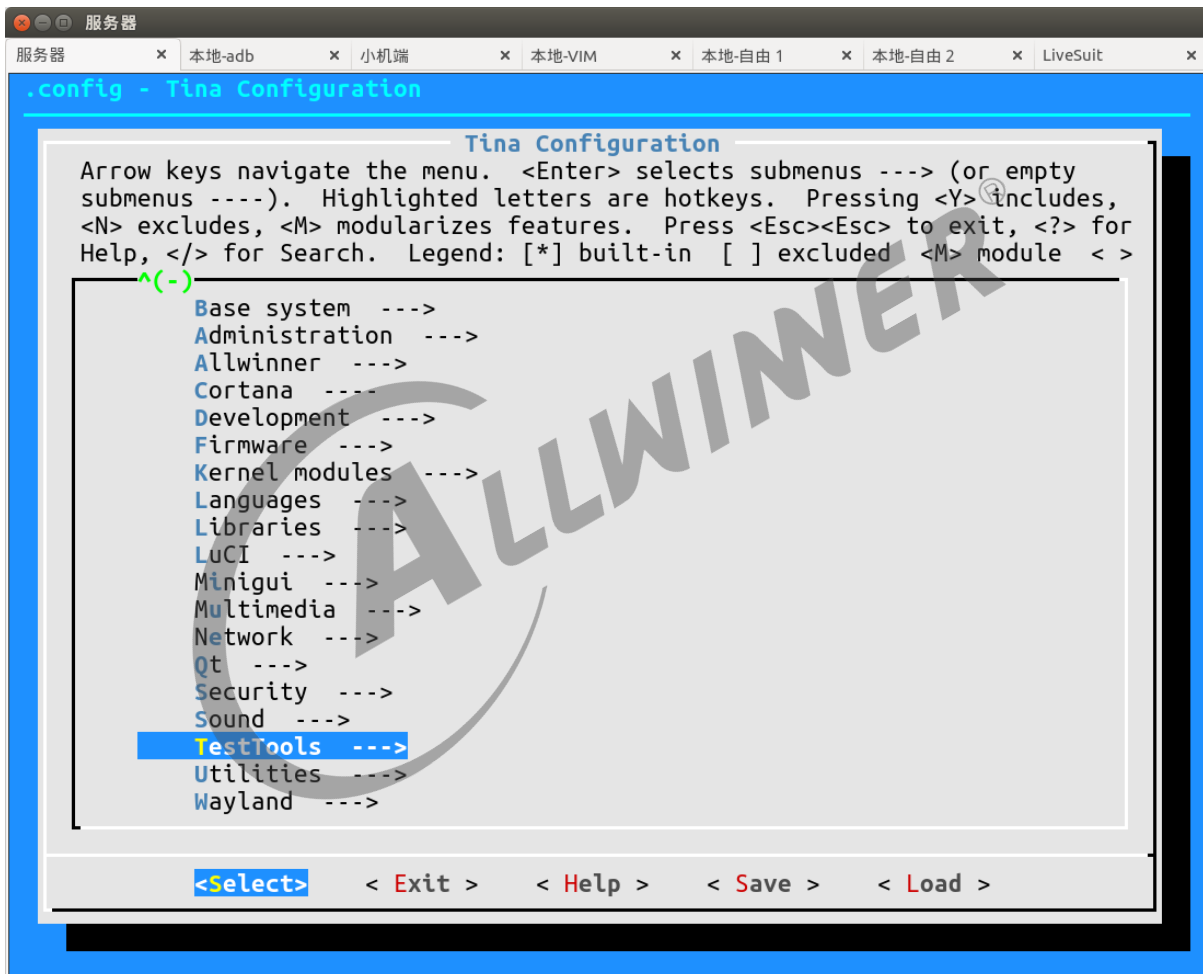 服务器
服务器 × 本地-adb × 小机端 × 本地-VIM × 本地-自由 1 × 本地-自由 2 × LiveSuit ×
.config - Tina Configuration
Tina Configuration
Arrow keys navigate the menu.  <Enter> selects submenus ---> (or empty
submenus ----).  Highlighted letters are hotkeys.  Pressing <Y> includes,
<N> excludes, <M> modularizes features.  Press <Esc><Esc> to exit, <?> for
Help, </> for Search.  Legend: [*] built-in  [ ] excluded  <M> module  < >
^(-)
Base system  --->
Administration  --->
Allwinner  --->
Cortana  ----
Development  --->
Firmware  --->
Kernel modules  --->
Languages  --->
Libraries  --->
LuCI  --->
Minigui  --->
Multimedia  --->
Network  --->
Qt  --->
Security  --->
Sound  --->
TestTools  --->
Utilities  --->
Wayland  --->
<Select>    < Exit >    < Help >    < Save >    < Load >
ALLWINNER®